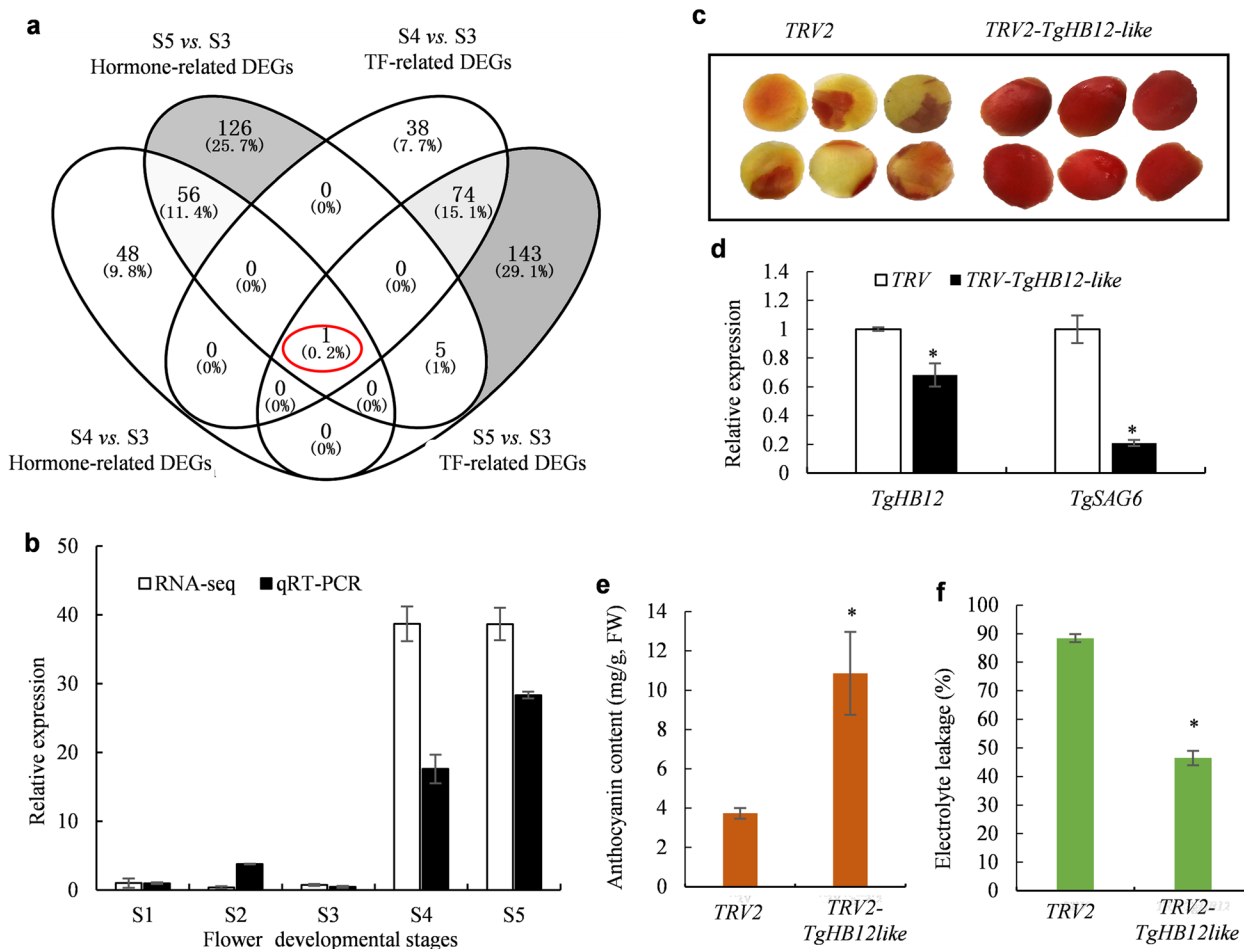 a
S5 vs. S3
Hormone-related DEGs
S4 vs. S3
TF-related DEGs
126
(25.7%)
38
(7.7%)
56
(11.4%)
0
(0%)
74
(15.1%)
48
(9.8%)
0
(0%)
0
(0%)
143
(29.1%)
1
(0.2%)
0
(0%)
5
(1%)
0
(0%)
0
(0%)
0
(0%)
S4 vs. S3
Hormone-related DEGs
S5 vs. S3
TF-related DEGs
b
50
40
30
20
10
0
Relative expression
RNA-seq
qRT-PCR
S1
S2
S3
S4
S5
Flower developmental stages
c
TRV2
TRV2-TgHB12-like
d
1.4
1.2
1
0.8
0.6
0.4
0.2
0
Relative expression
TRV
TRV-TgHB12-like
*
*
TgHB12
TgSAG6
e
14
12
10
8
6
4
2
0
Anthocyanin content (mg/g, FW)
*
TRV2
TRV2-
TgHB12like
f
100
90
80
70
60
50
40
30
20
10
0
Electrolyte leakage (%)
*
TRV2
TRV2-
TgHB12like